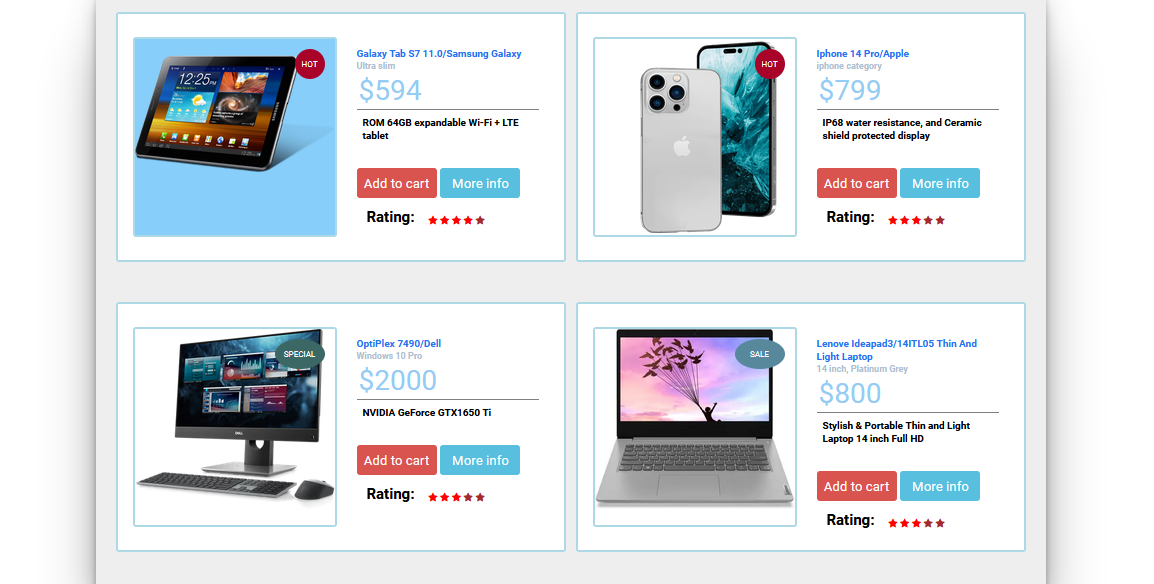 HOT
Galaxy Tab S7 11.0/Samsung Galaxy
Ultra slim
$594
ROM 64GB expandable Wi-Fi + LTE
tablet
Add to cart
More info
Rating:
12:25
SAMSUNG
HOT
Iphone 14 Pro/Apple
iphone category
$799
IP68 water resistance, and Ceramic
shield protected display
Add to cart
More info
Rating:
SPECIAL
OptiPlex 7490/Dell
Windows 10 Pro
$2000
NVIDIA GeForce GTX1650 Ti
Add to cart
More info
Rating:
DELL
SALE
Lenove Ideapad3/14ITL05 Thin And
Light Laptop
14 inch, Platinum Grey
$800
Stylish & Portable Thin and Light
Laptop 14 inch Full HD
Add to cart
More info
Rating: